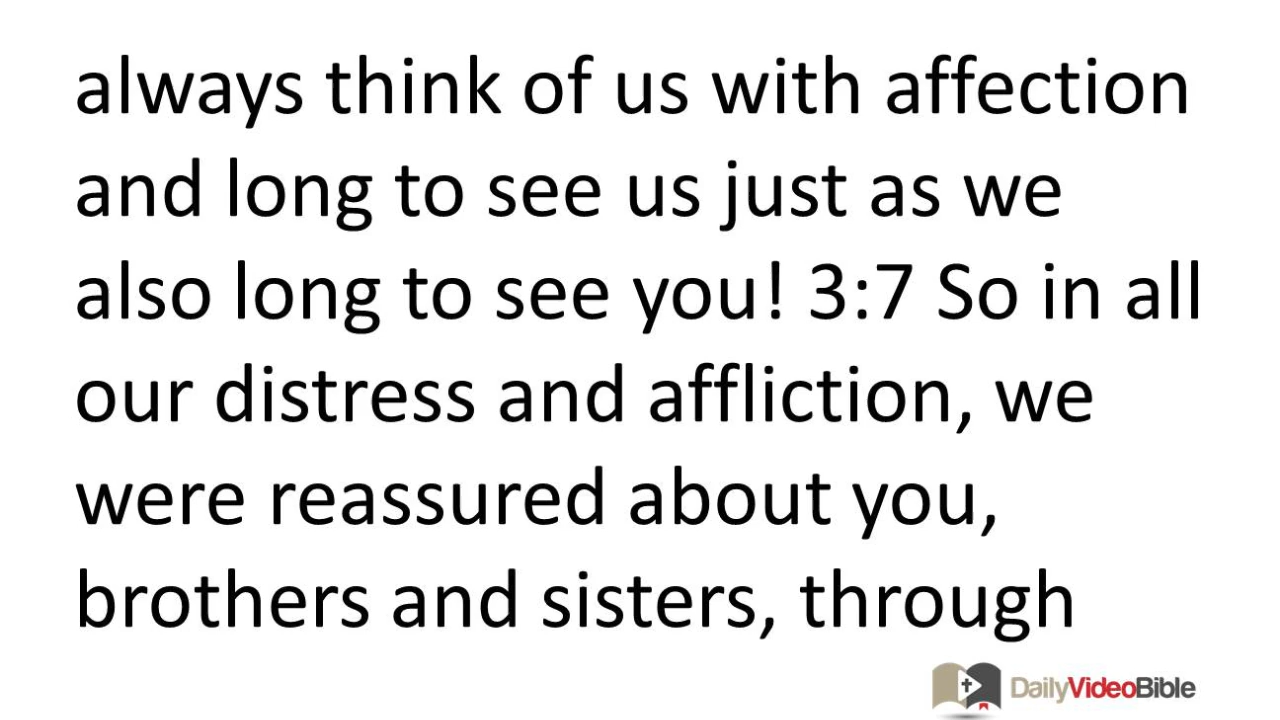 always think of us with affection
and long to see us just as we
also long to see you! 3:7 So in all
our distress and affliction, we
were reassured about you,
brothers and sisters, through
DailyVideoBible